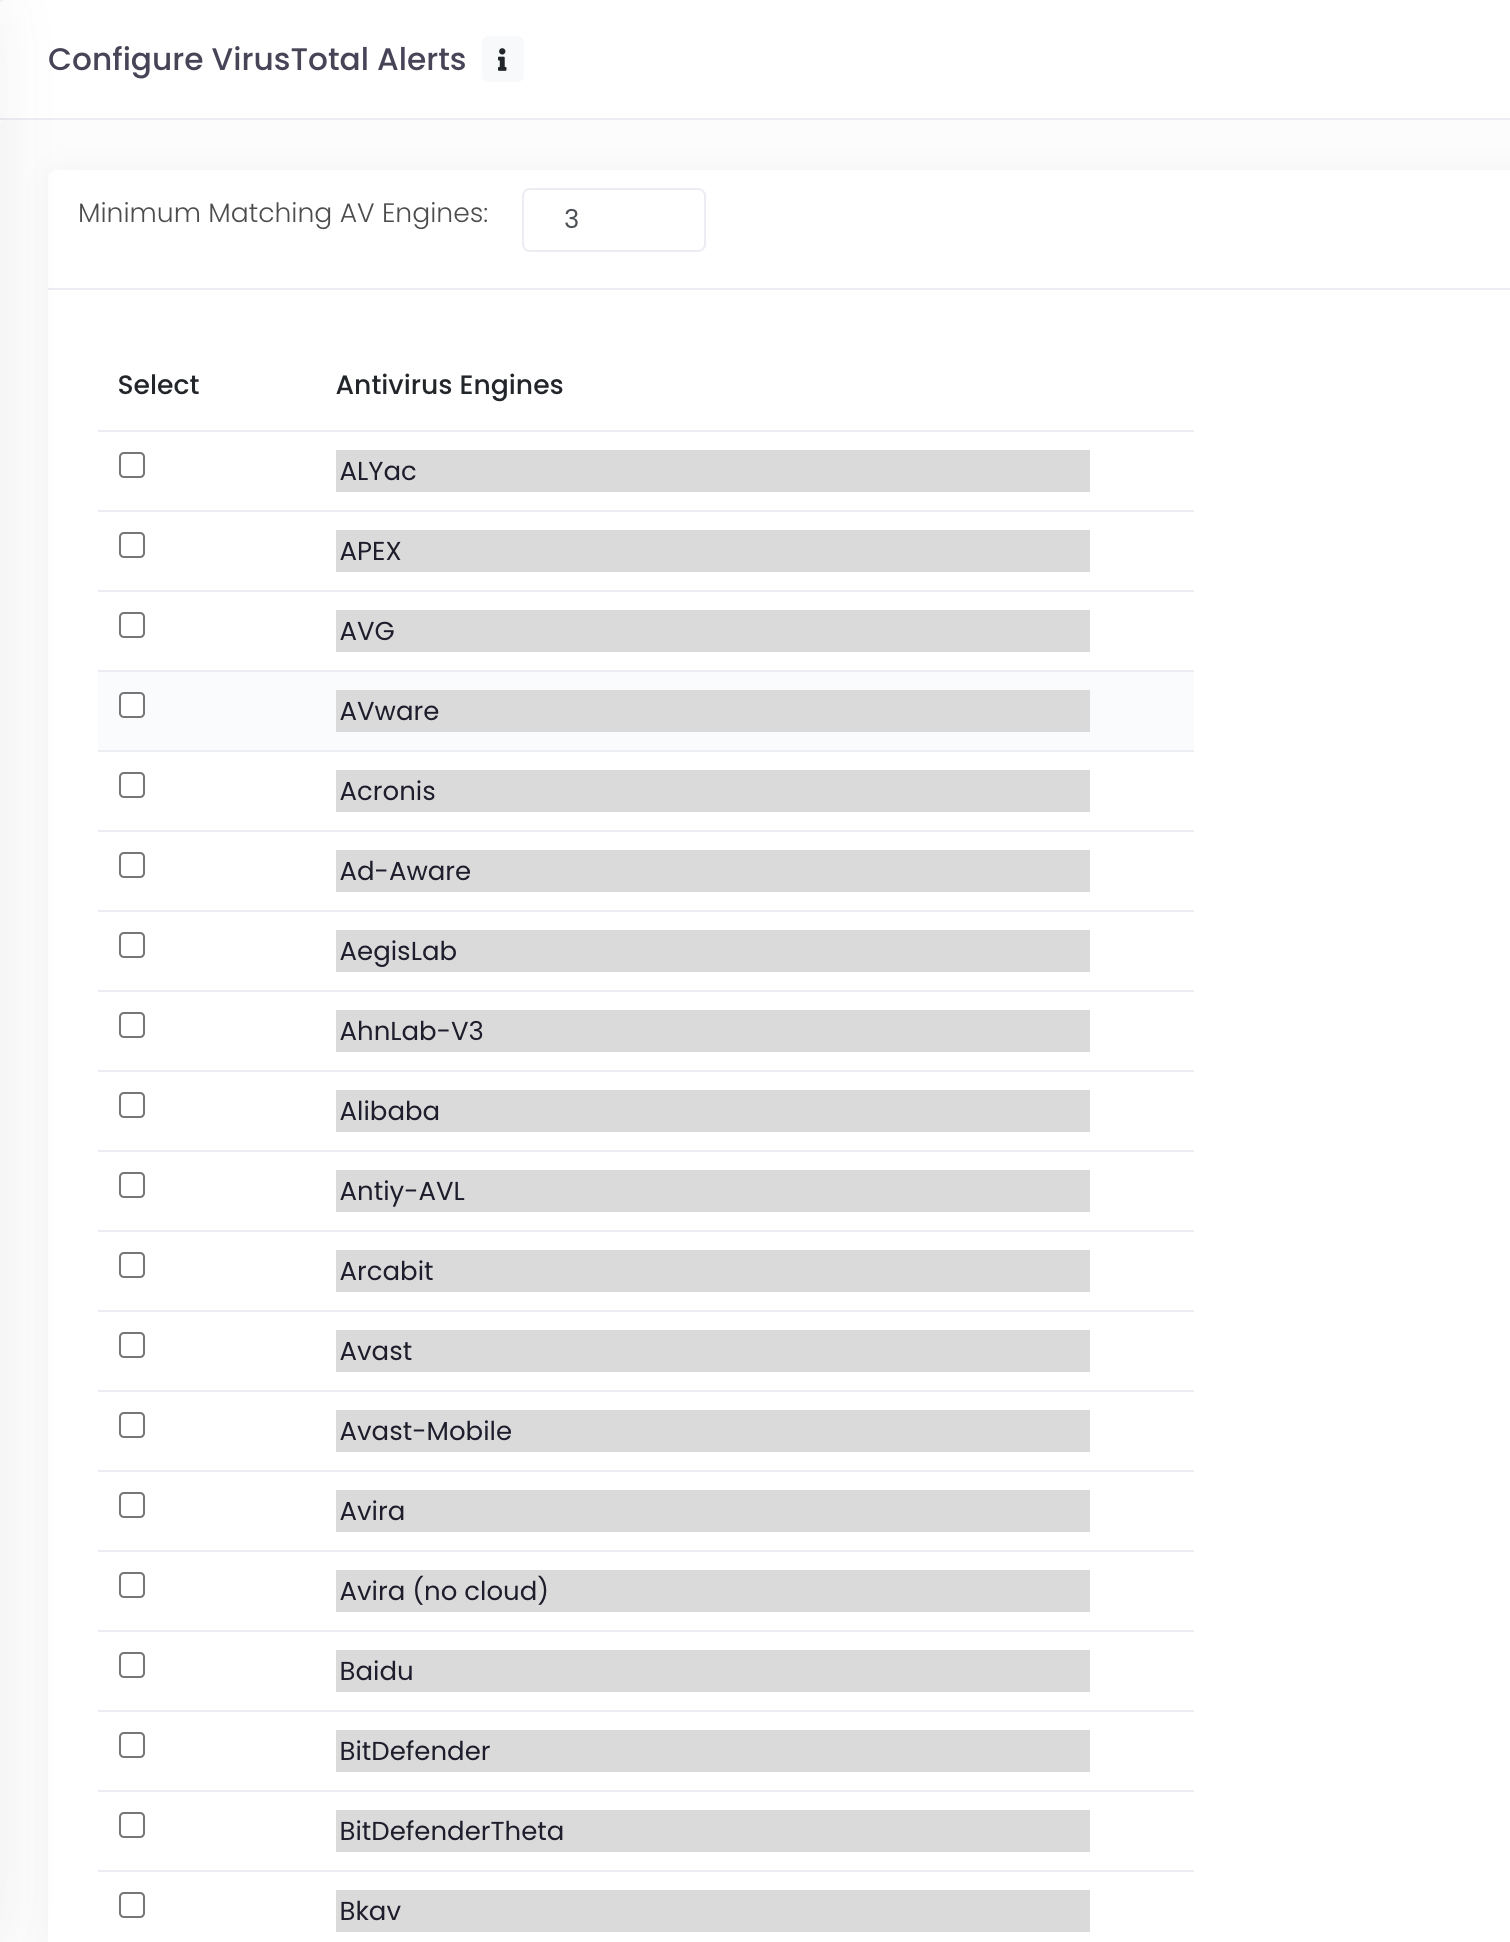 Configure VirusTotal Alerts i
Minimum Matching AV Engines: 3
Select Antivirus Engines
ALYac
APEX
AVG
AVware
Acronis
Ad-Aware
AegisLab
AhnLab-V3
Alibaba
Antiy-AVL
Arcabit
Avast
Avast-Mobile
Avira
Avira (no cloud)
Baidu
BitDefender
BitDefenderTheta
Bkav